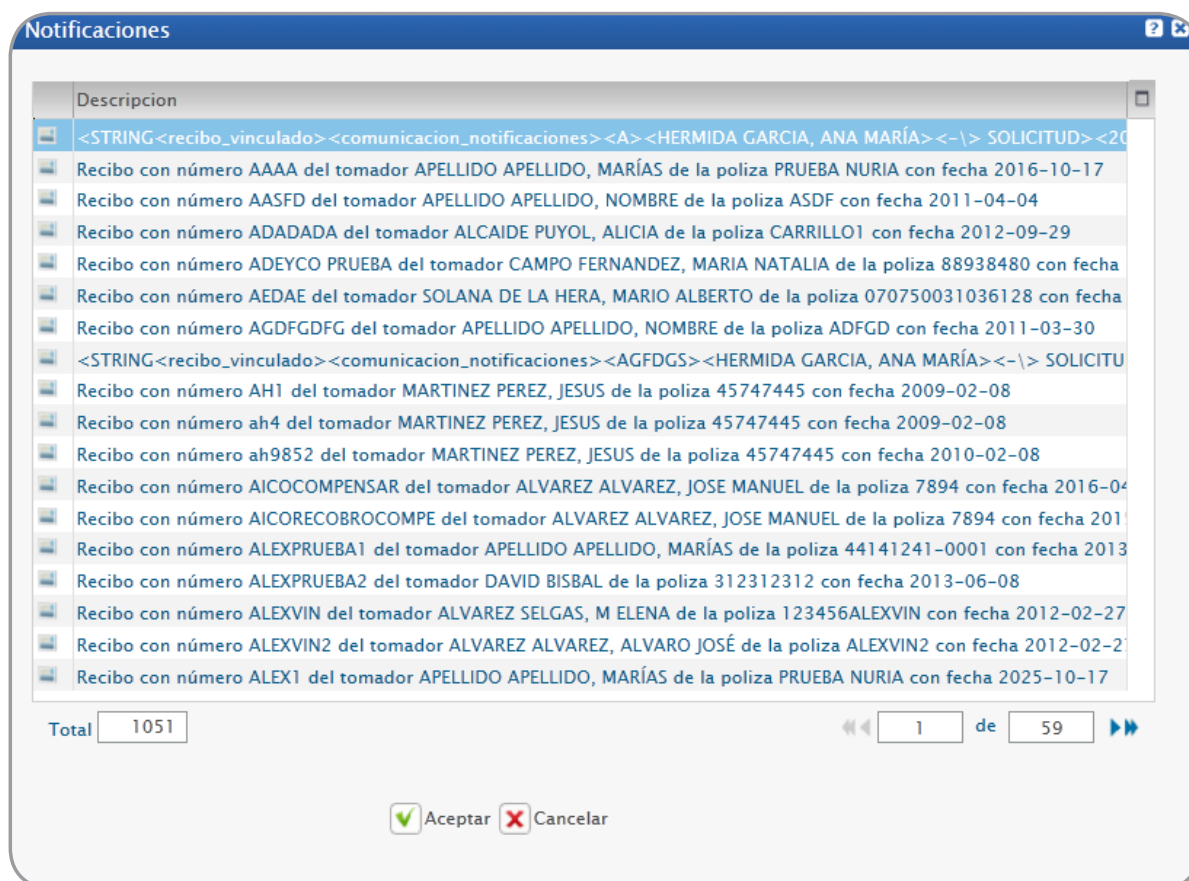 Notificaciones
Descripcion
<STRING<recibo_vinculado><comunicacion_notificaciones><A><HERMIDA GARCIA, ANA MARÍA><-\> SOLICITUD><20
Recibo con número AAAA del tomador APELLIDO APELLIDO, MARÍAS de la poliza PRUEBA NURIA con fecha 2016-10-17
Recibo con número AASFD del tomador APELLIDO APELLIDO, NOMBRE de la poliza ASDF con fecha 2011-04-04
Recibo con número ADADADA del tomador ALCAIDE PUYOL, ALICIA de la poliza CARRILLO1 con fecha 2012-09-29
Recibo con número ADEYCO PRUEBA del tomador CAMPO FERNANDEZ, MARIA NATALIA de la poliza 88938480 con fecha
Recibo con número AEDAE del tomador SOLANA DE LA HERA, MARIO ALBERTO de la poliza 070750031036128 con fecha
Recibo con número AGDFGDFG del tomador APELLIDO APELLIDO, NOMBRE de la poliza ADFGD con fecha 2011-03-30
<STRING<recibo_vinculado><comunicacion_notificaciones><AGFDGS><HERMIDA GARCIA, ANA MARÍA><-\> SOLICITU
Recibo con número AH1 del tomador MARTINEZ PEREZ, JESUS de la poliza 45747445 con fecha 2009-02-08
Recibo con número ah4 del tomador MARTINEZ PEREZ, JESUS de la poliza 45747445 con fecha 2009-02-08
Recibo con número ah9852 del tomador MARTINEZ PEREZ, JESUS de la poliza 45747445 con fecha 2010-02-08
Recibo con número AICOCOMPENSAR del tomador ALVAREZ ALVAREZ, JOSE MANUEL de la poliza 7894 con fecha 2016-04
Recibo con número AICORECOBROCOMPE del tomador ALVAREZ ALVAREZ, JOSE MANUEL de la poliza 7894 con fecha 201
Recibo con número ALEXPRUEBA1 del tomador APELLIDO APELLIDO, MARÍAS de la poliza 44141241-0001 con fecha 2013
Recibo con número ALEXPRUEBA2 del tomador DAVID BISBAL de la poliza 312312312 con fecha 2013-06-08
Recibo con número ALEXVIN del tomador ALVAREZ SELGAS, M ELENA de la poliza 123456ALEXVIN con fecha 2012-02-27
Recibo con número ALEXVIN2 del tomador ALVAREZ ALVAREZ, ALVARO JOSÉ de la poliza ALEXVIN2 con fecha 2012-02-2
Recibo con número ALEX1 del tomador APELLIDO APELLIDO, MARÍAS de la poliza PRUEBA NURIA con fecha 2025-10-17
Total 1051 1 de 59
Aceptar Cancelar